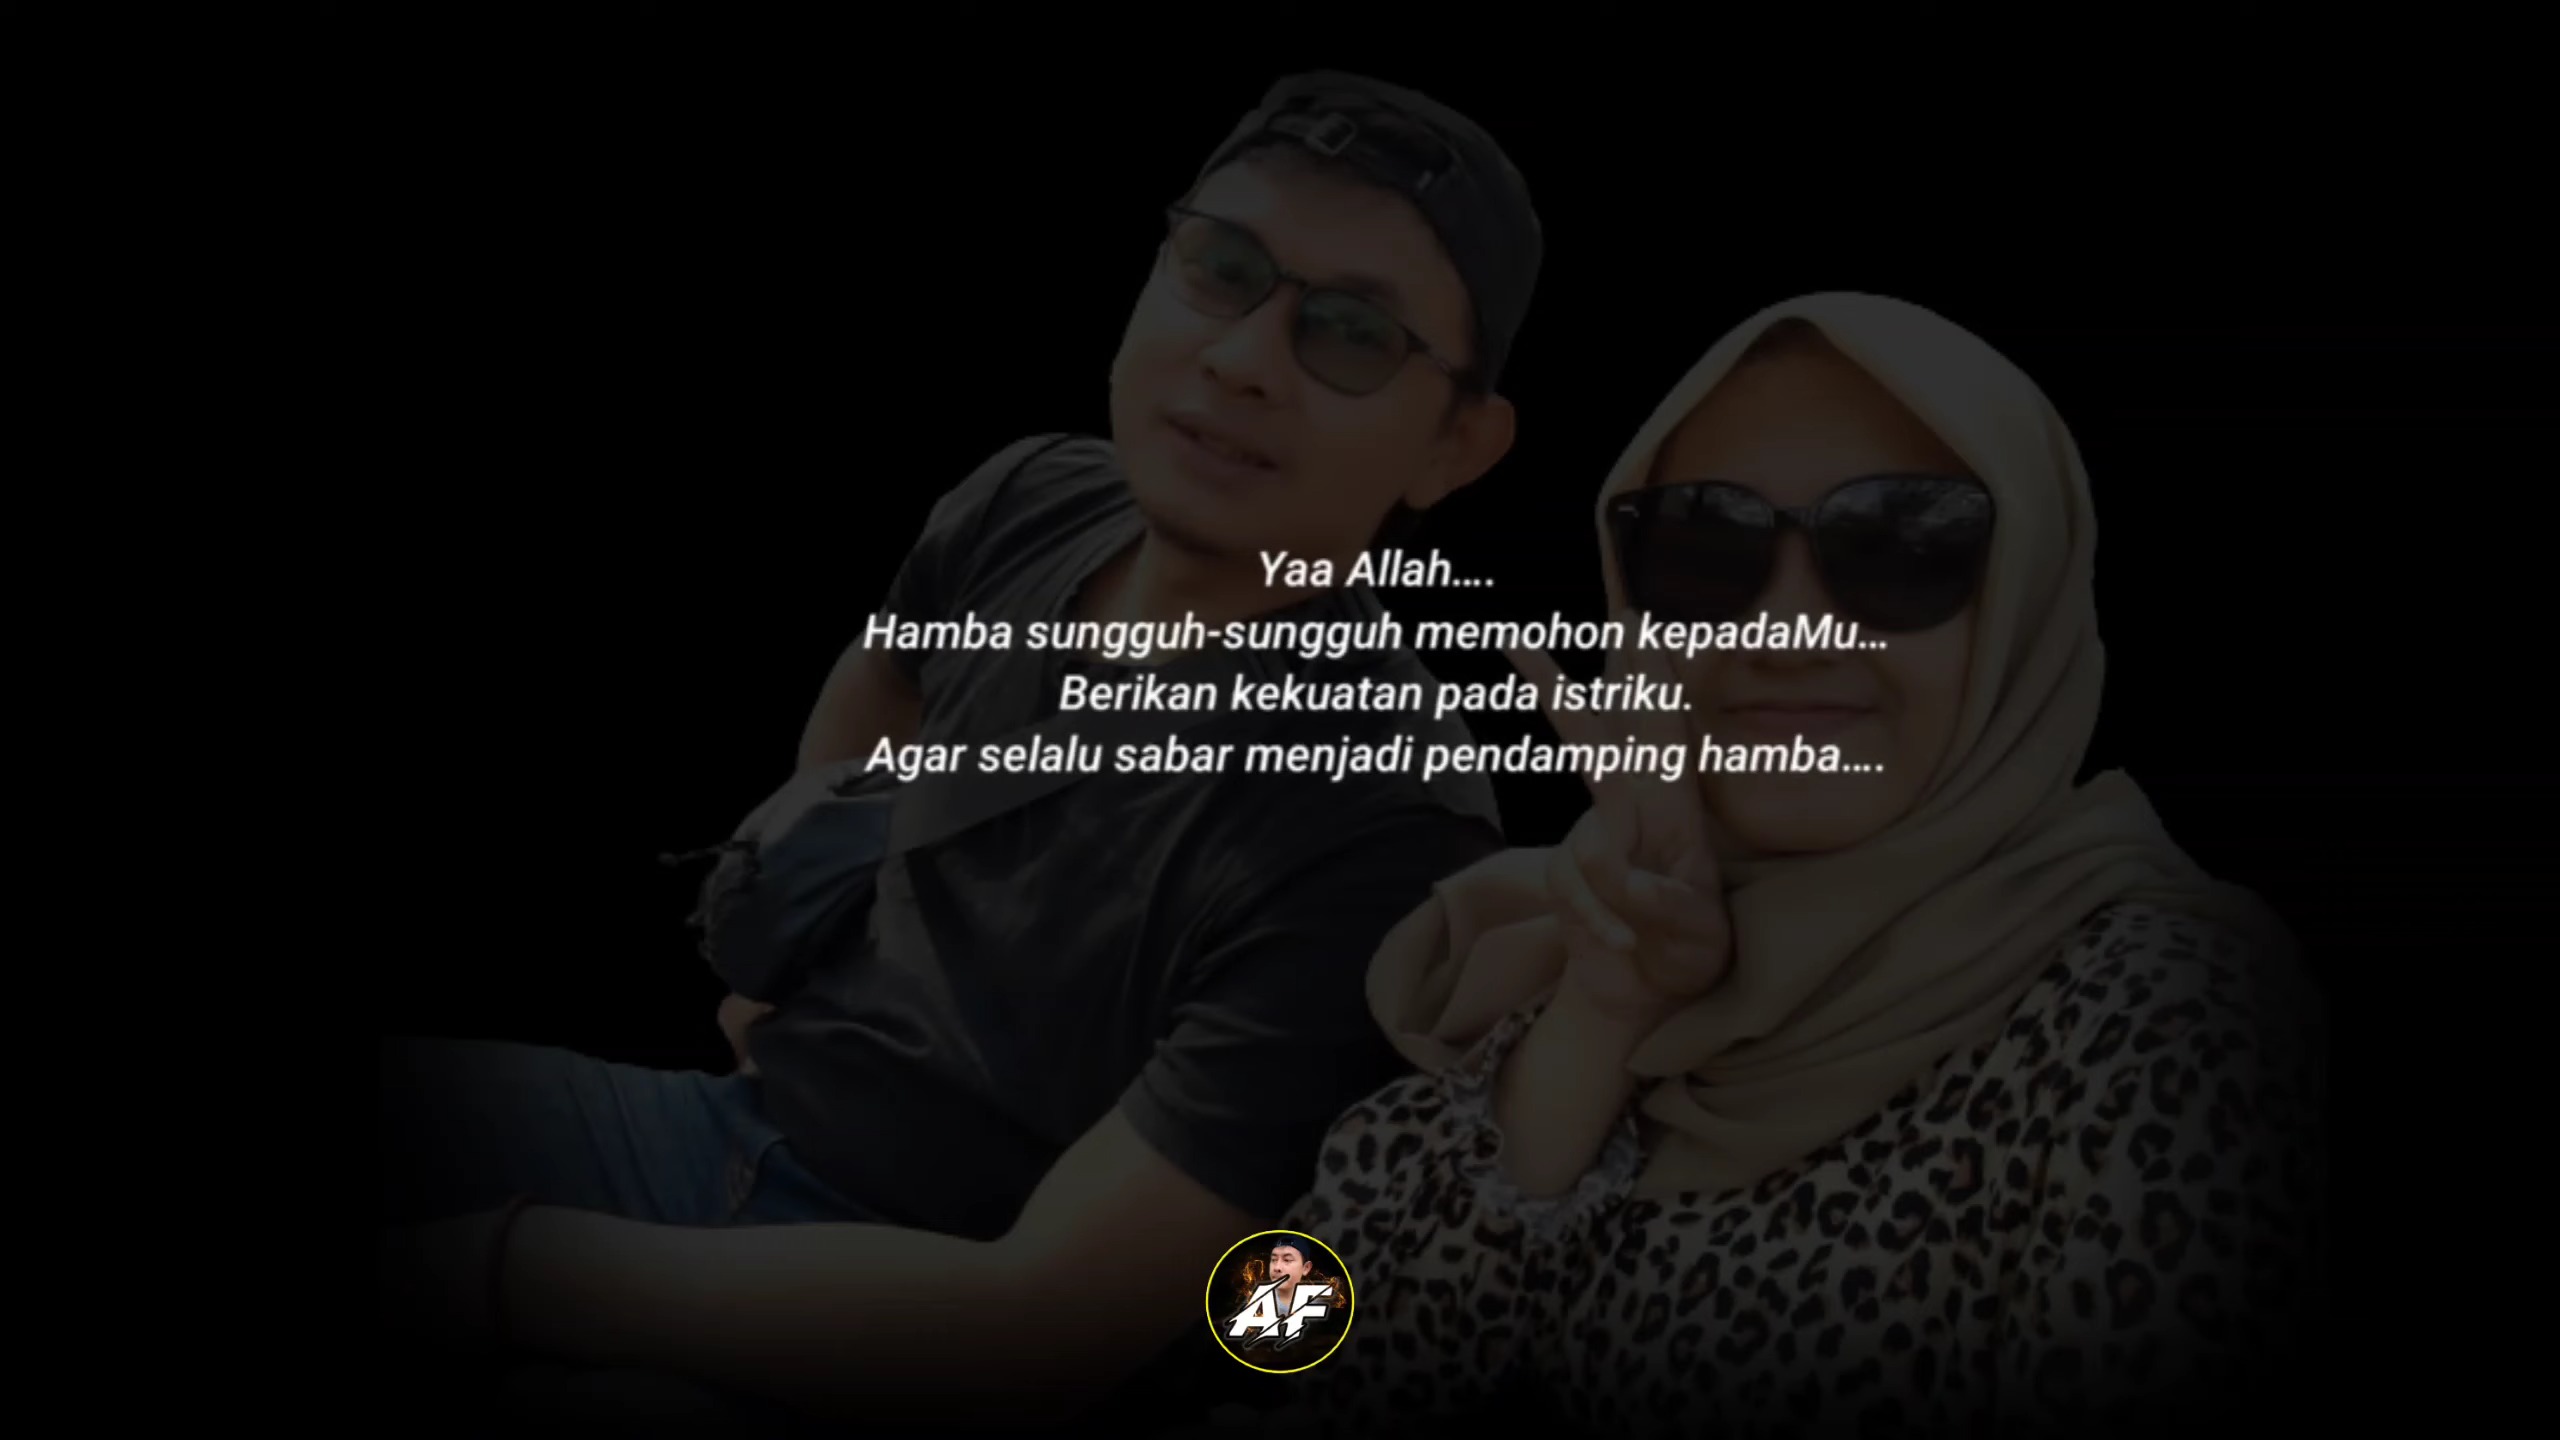 Yaa Allah....
Hamba sungguh-sungguh memohon kepadaMu...
Berikan kekuatan pada istriku.
Agar selalu sabar menjadi pendamping hamba....
AF